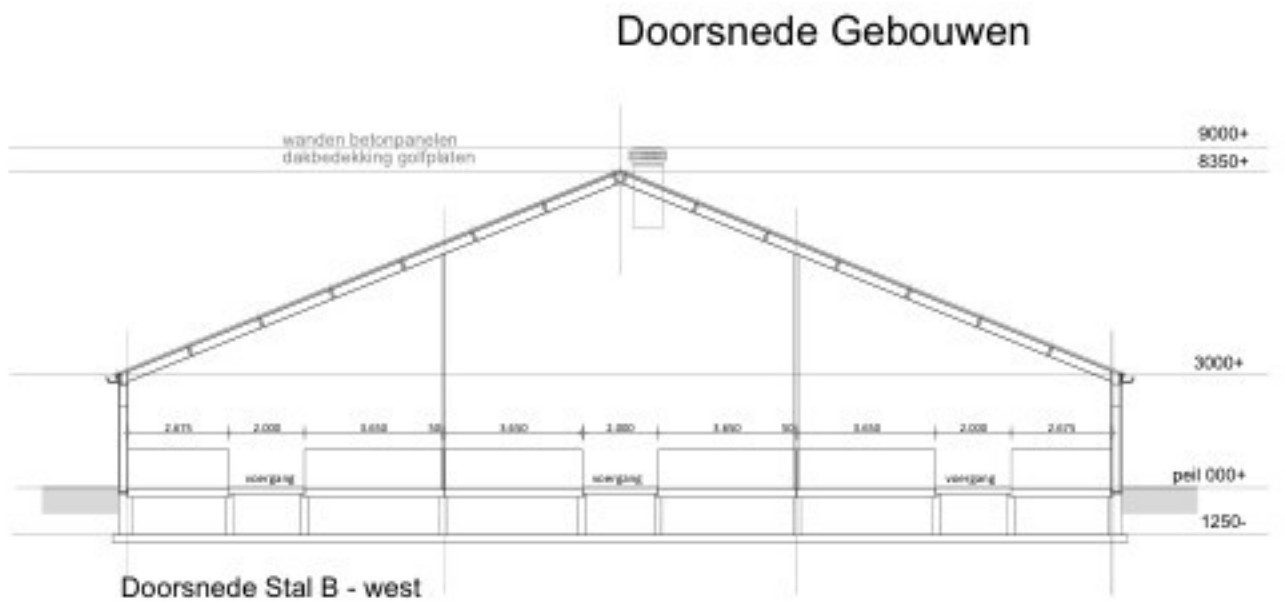 Doorsnede Gebouwen
wanden betonpanelen
dakbedekking golfplaten
9000+
8350+
3000+
2.675 2.000 3.650 50 3.650 2.000 3.650 50 3.650 2.000 2.675
voergang voergang voergang
peil 000+
1250-
Doorsnede Stal B - west